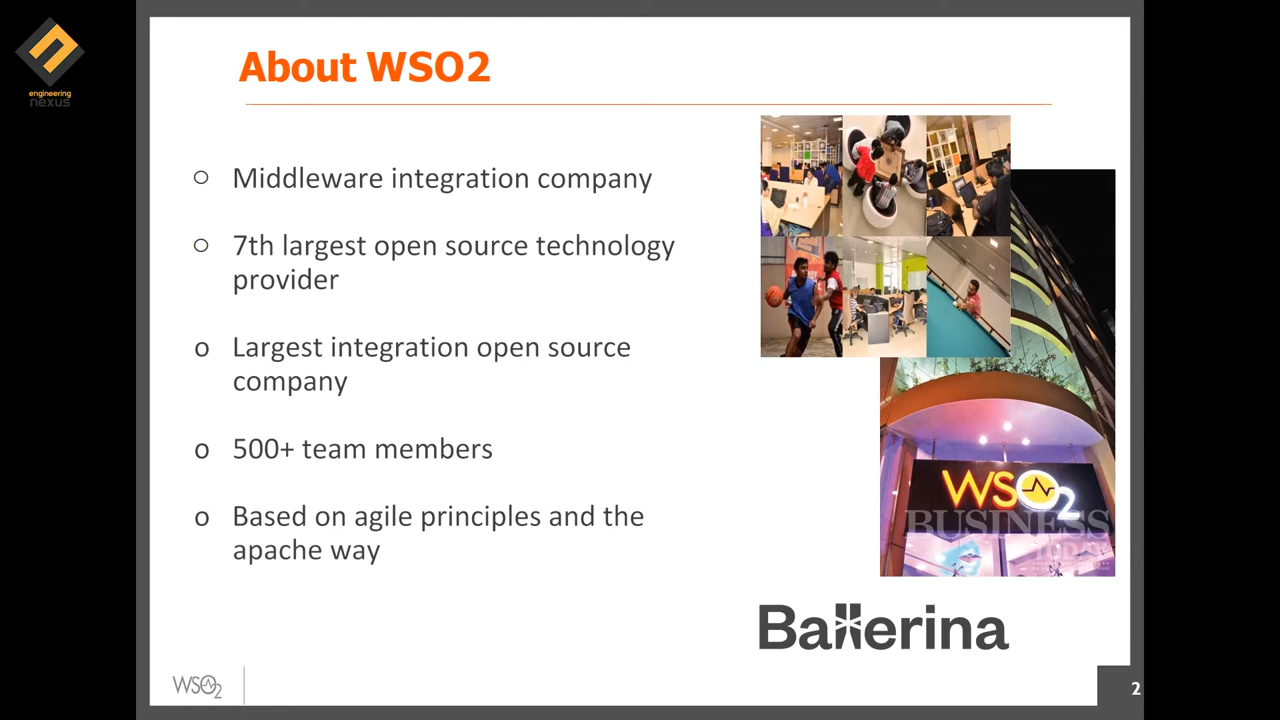 engineering
nexus
About WSO2
o Middleware integration company
o 7th largest open source technology
provider
o Largest integration open source
company
o 500+ team members
o Based on agile principles and the
apache way
WSO2
BUSINESS
TODAY
Ballerina
WSO2
2